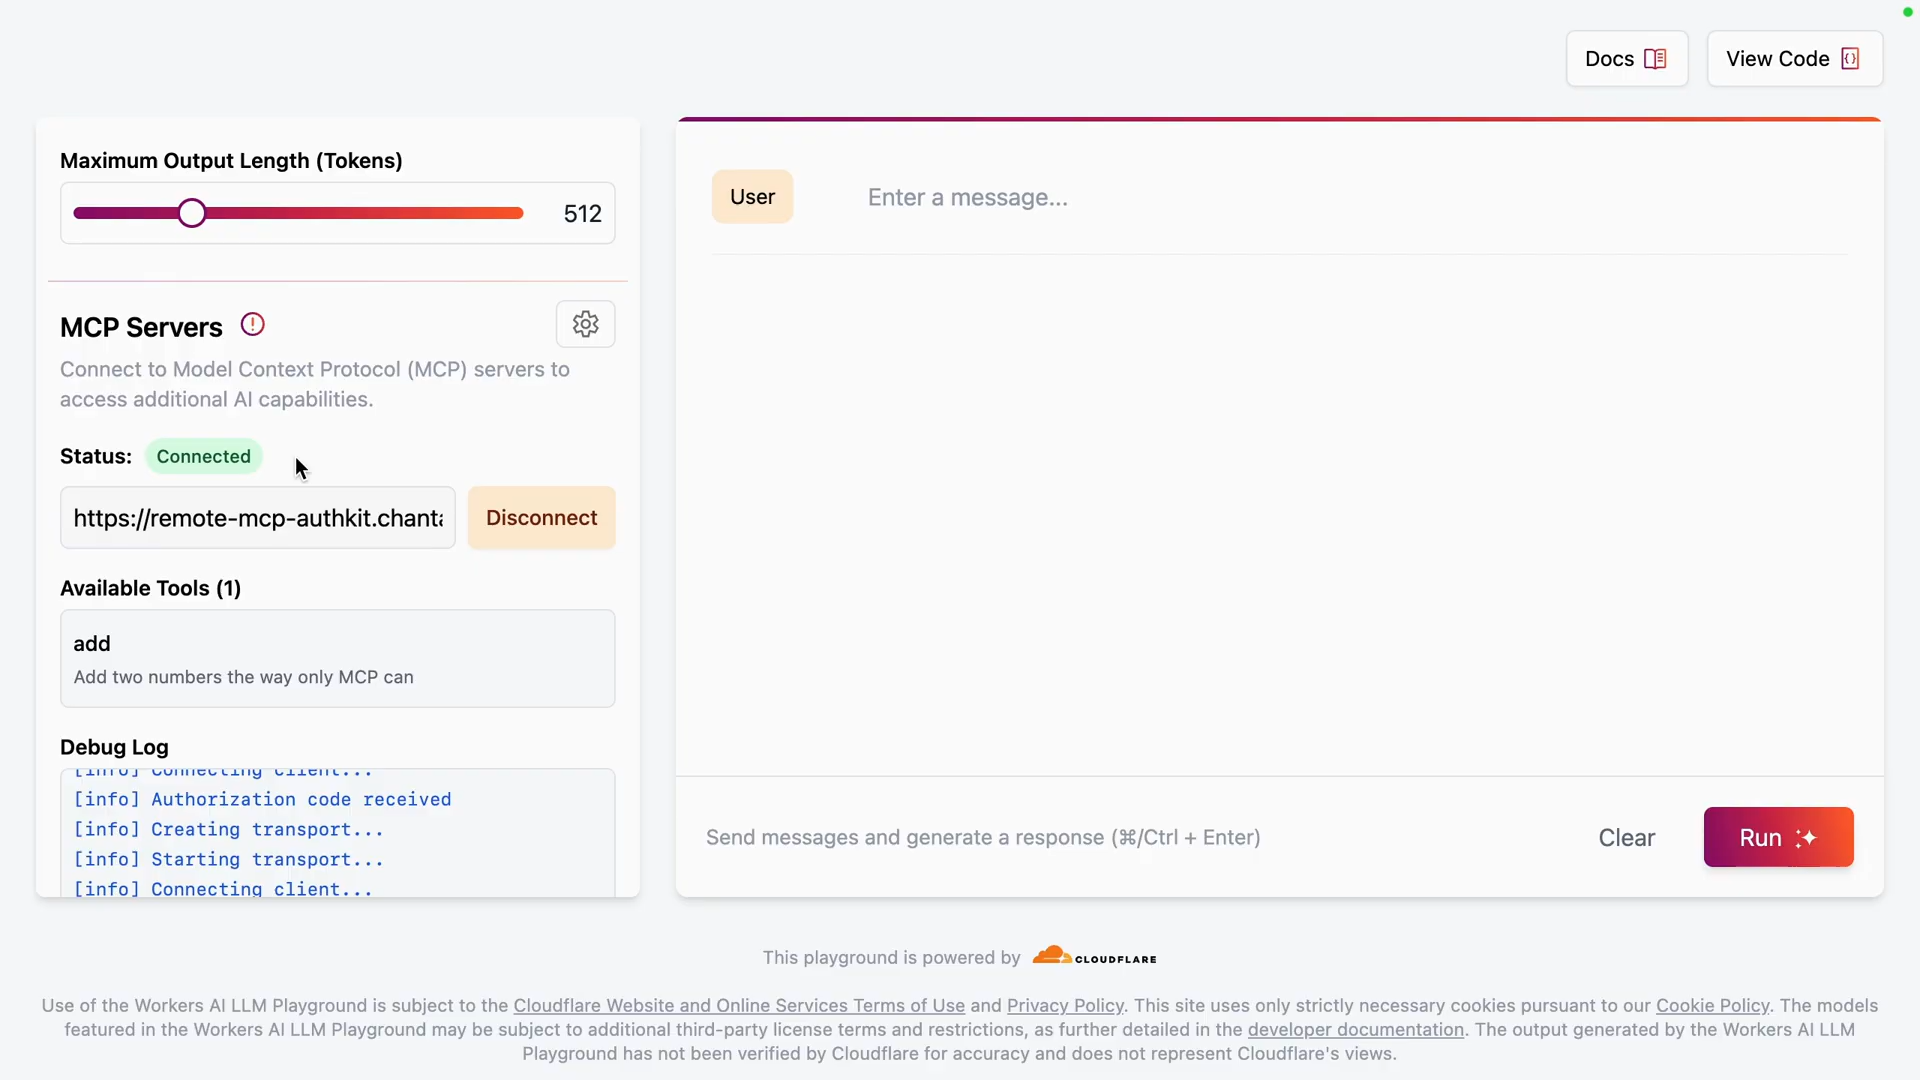 Docs
View Code
Maximum Output Length (Tokens)
512
MCP Servers
Connect to Model Context Protocol (MCP) servers to
access additional AI capabilities.
Status: Connected
https://remote-mcp-authkit.chanta
Disconnect
Available Tools (1)
add
Add two numbers the way only MCP can
Debug Log
[info] Connecting client...
[info] Authorization code received
[info] Creating transport...
[info] Starting transport...
[info] Connecting client...
User
Enter a message...
Send messages and generate a response (⌘/Ctrl + Enter)
Clear
Run
This playground is powered by CLOUDFLARE
Use of the Workers AI LLM Playground is subject to the Cloudflare Website and Online Services Terms of Use and Privacy Policy. This site uses only strictly necessary cookies pursuant to our Cookie Policy. The models
featured in the Workers AI LLM Playground may be subject to additional third-party license terms and restrictions, as further detailed in the developer documentation. The output generated by the Workers AI LLM
Playground has not been verified by Cloudflare for accuracy and does not represent Cloudflare's views.